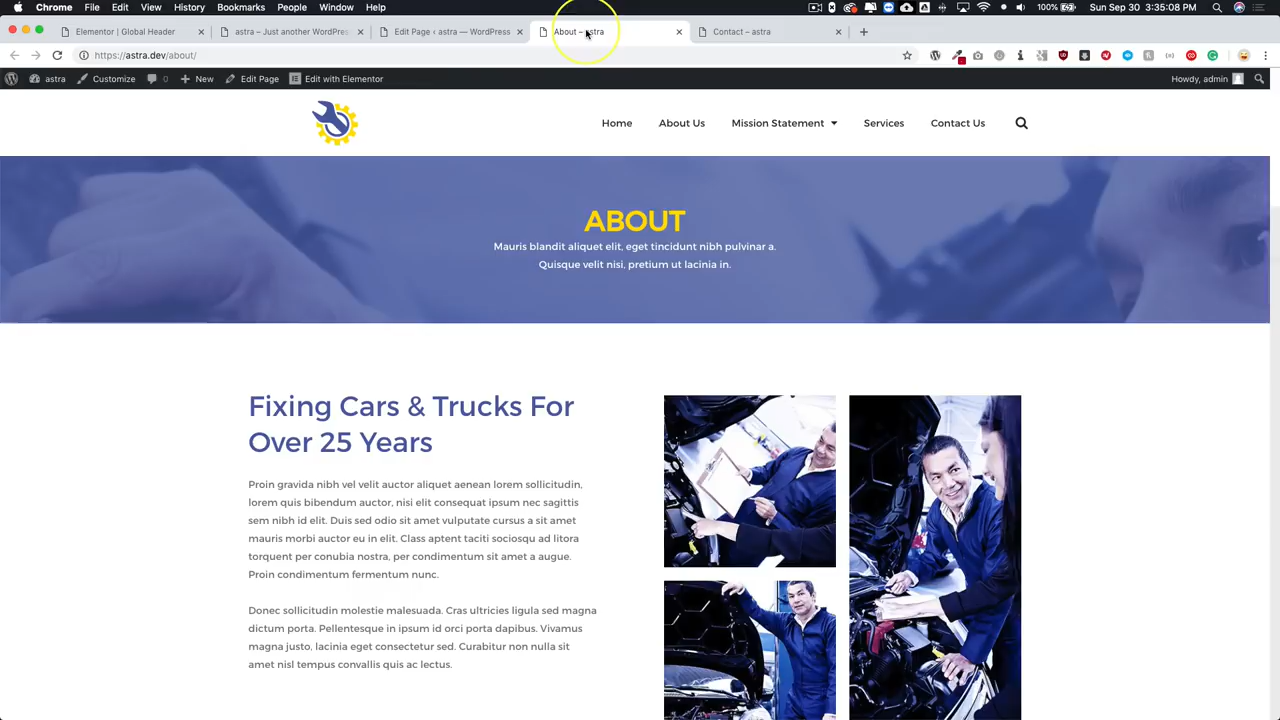 Chrome File Edit View History Bookmarks People Window Help
Sun Mar 3 5:35:08 PM
Elementor | Global Header
astra – Just another WordPres
Edit Page ‹ astra — WordPress
About – astra
Contact – astra
https://astra.dev/about/
astra Customize 0 New Edit Page Edit with Elementor Howdy, admin
Home About Us Mission Statement Services Contact Us
ABOUT
Mauris blandit aliquet elit, eget tincidunt nibh pulvinar a.
Quisque velit nisi, pretium ut lacinia in.
Fixing Cars & Trucks For
Over 25 Years
Proin gravida nibh vel velit auctor aliquet aenean lorem sollicitudin,
lorem quis bibendum auctor, nisi elit consequat ipsum nec sagittis
sem nibh id elit. Duis sed odio sit amet vulputate cursus a sit amet
mauris morbi auctor eu in elit. Class aptent taciti sociosqu ad litora
torquent per conubia nostra, per condimentum sit amet a augue.
Proin condimentum fermentum nunc.
Donec sollicitudin molestie malesuada. Cras ultricies ligula sed magna
dictum porta. Pellentesque in ipsum id orci porta dapibus. Vivamus
magna justo, lacinia eget consectetur sed. Curabitur non nulla sit
amet nisl tempus convallis quis ac lectus.